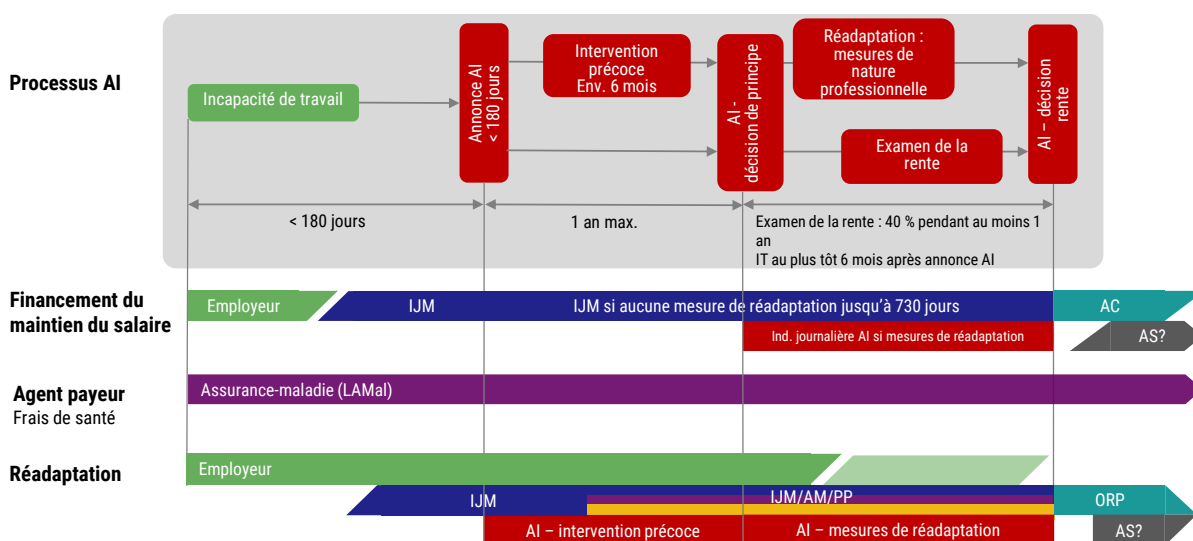 Processus AI
Incapacité de travail
Annonce AI
< 180 jours
Intervention
précoce
Env. 6 mois
AI -
décision de principe
Réadaptation :
mesures de
nature
professionnelle
Examen de la
rente
AI – décision
rente
< 180 jours
1 an max.
Examen de la rente : 40 % pendant au moins 1
an
IT au plus tôt 6 mois après annonce AI
Financement du
maintien du salaire
Employeur
IJM
IJM si aucune mesure de réadaptation jusqu'à 730 jours
AC
Ind. journalière AI si mesures de réadaptation
AS?
Agent payeur
Frais de santé
Assurance-maladie (LAMal)
Réadaptation
Employeur
IJM
IJM/AM/PP
ORP
AI – intervention précoce
AI – mesures de réadaptation
AS?